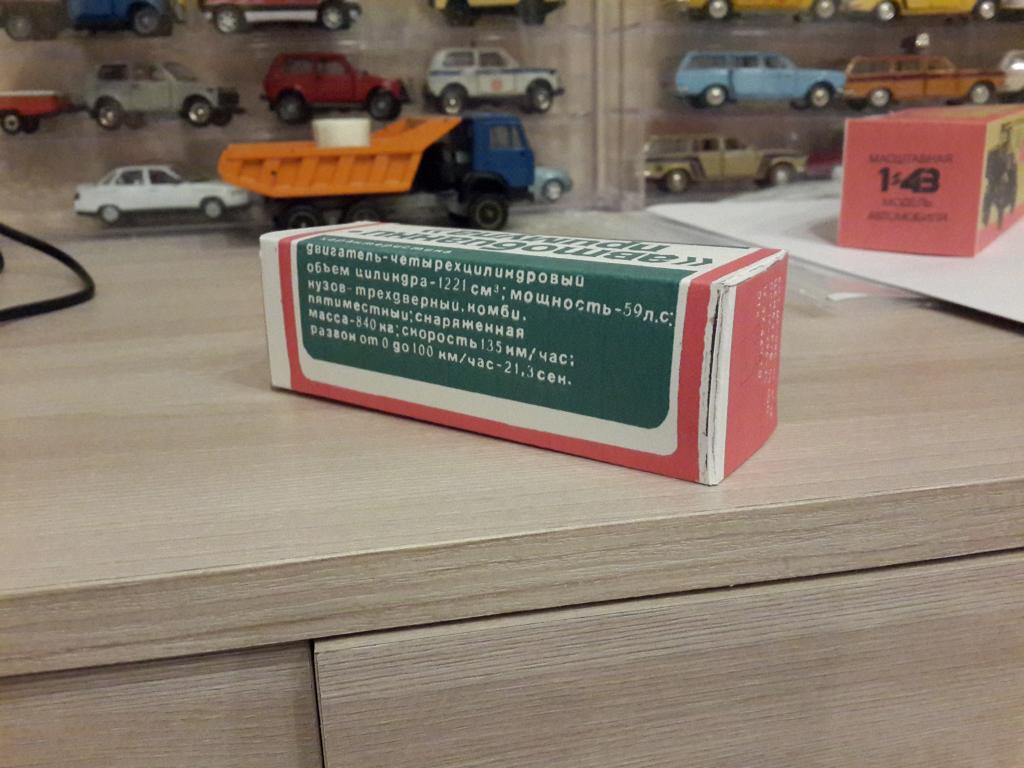 «автомобили
двигатель-четырехцилиндровый
объем цилиндра-1221 см³; мощность-59л.с;
кузов- трехдверный, комби,
пятиместный; снаряженная
масса-840 кг; скорость 135 км/час;
разгон от 0 до 100 км/час-21,3 сек.
МАСШТАБНАЯ
1:43
МОДЕЛЬ
АВТОМОБИЛЯ